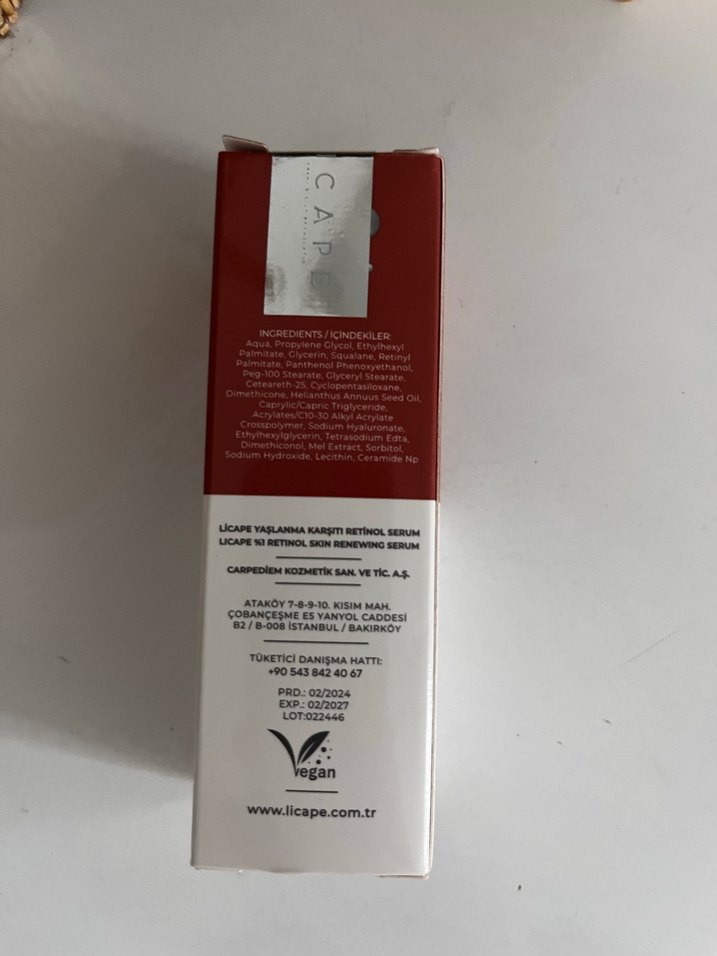 CAPE
INGREDIENTS / İÇİNDEKİLER:
Aqua, Propylene Glycol, Ethylhexyl
Palmitate, Glycerin, Squalane, Retinyl
Palmitate, Panthenol Phenoxyethanol,
Peg-100 Stearate, Glyceryl Stearate,
Ceteareth-25, Cyclopentasiloxane,
Dimethicone, Helianthus Annuus Seed Oil,
Caprylic/Capric Triglyceride,
Acrylates/C10-30 Alkyl Acrylate
Crosspolymer, Sodium Hyaluronate,
Ethylhexylglycerin, Tetrasodium Edta,
Dimethiconol, Mel Extract, Sorbitol,
Sodium Hydroxide, Lecithin, Ceramide Np
LİCAPE YAŞLANMA KARŞITI RETİNOL SERUM
LICAPE %1 RETINOL SKIN RENEWING SERUM
CARPEDİEM KOZMETİK SAN. VE TİC. A.Ş.
ATAKÖY 7-8-9-10. KISIM MAH.
ÇOBANÇEŞME E5 YANYOL CADDESİ
B2 / B-008 İSTANBUL / BAKIRKÖY
TÜKETİCİ DANIŞMA HATTI:
+90 543 842 40 67
PRD.: 02/2024
EXP.: 02/2027
LOT:022446
Vegan
www.licape.com.tr